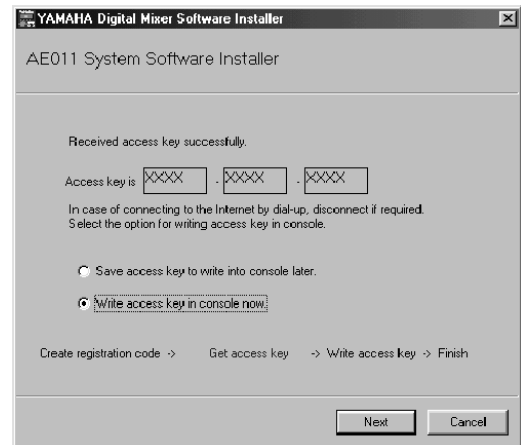 YAMAHA Digital Mixer Software Installer
AE011 System Software Installer
Received access key successfully.
Access key is XXXX - XXXX - XXXX
In case of connecting to the Internet by dial-up, disconnect if required.
Select the option for writing access key in console.
Save access key to write into console later.
Write access key in console now.
Create registration code -> Get access key -> Write access key -> Finish
Next Cancel